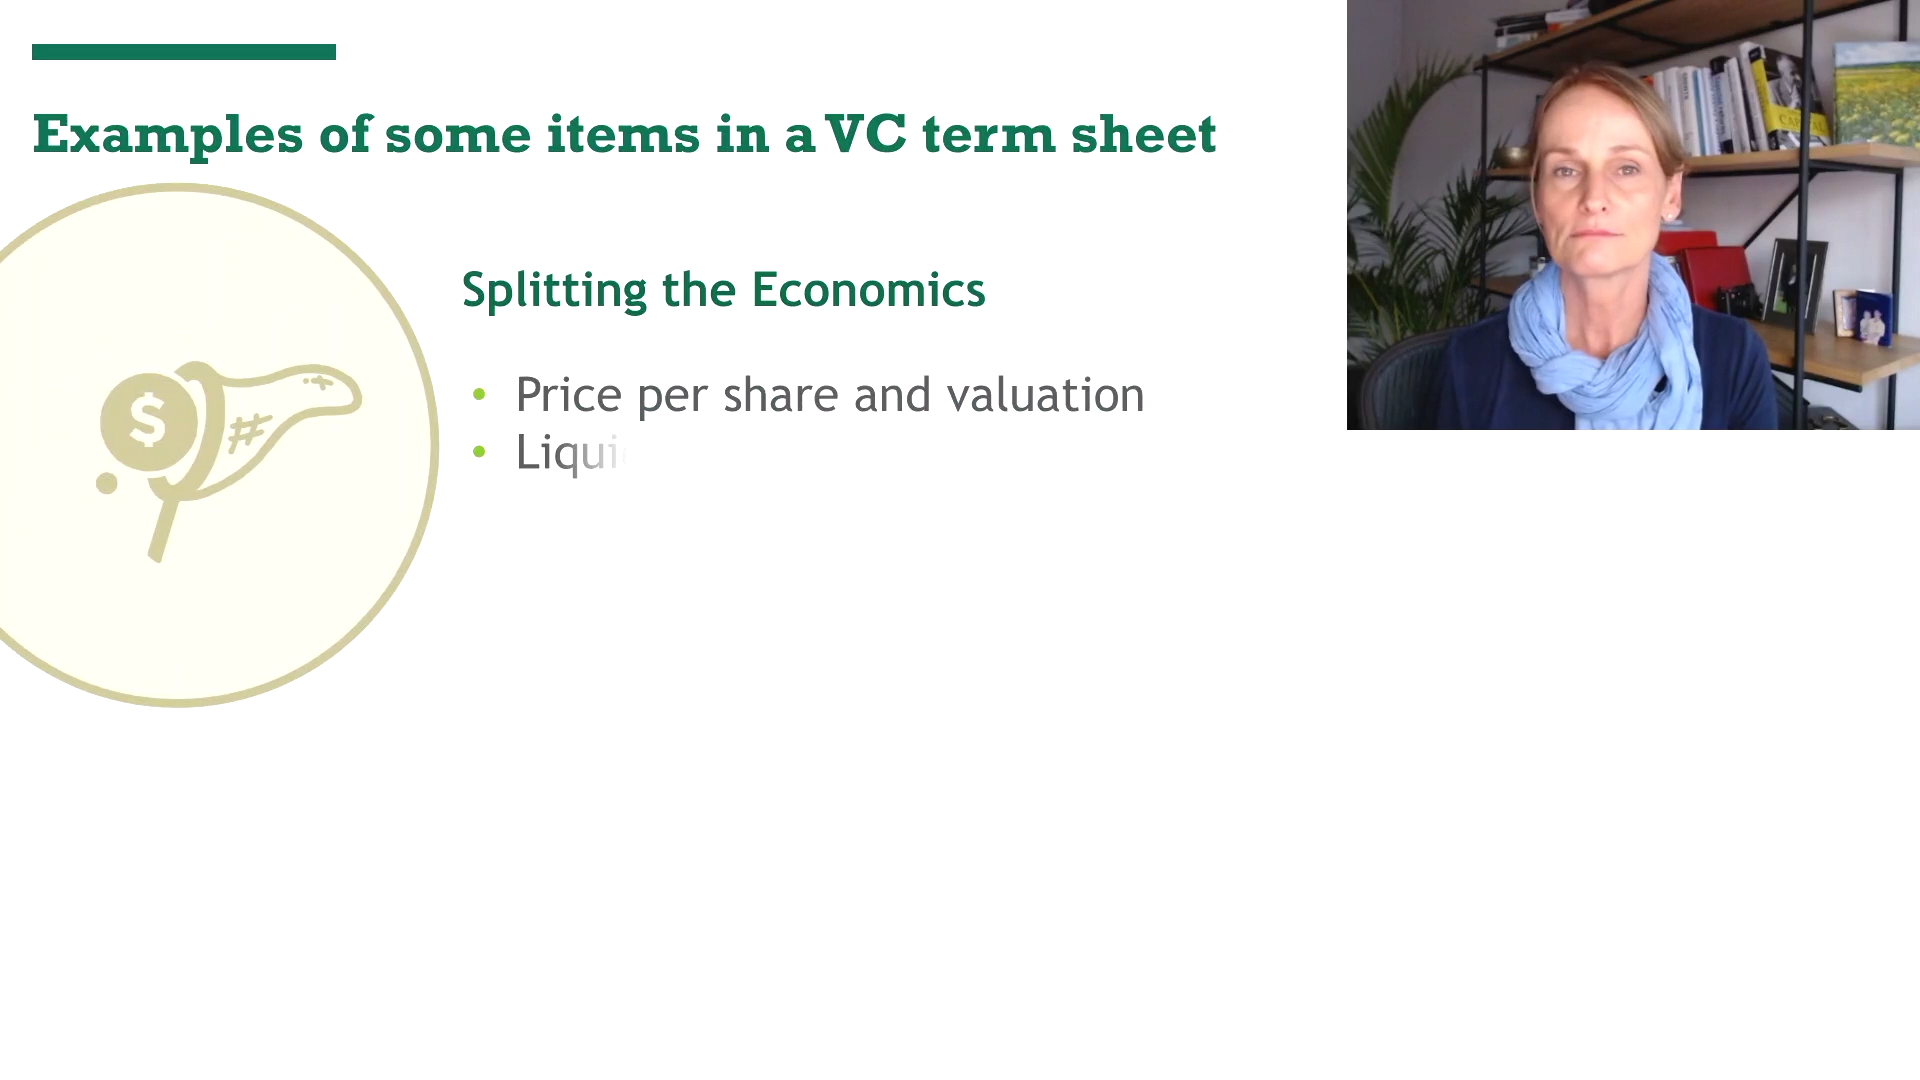 Examples of some items in a VC term sheet
Splitting the Economics
$
• Price per share and valuation
• Liqui